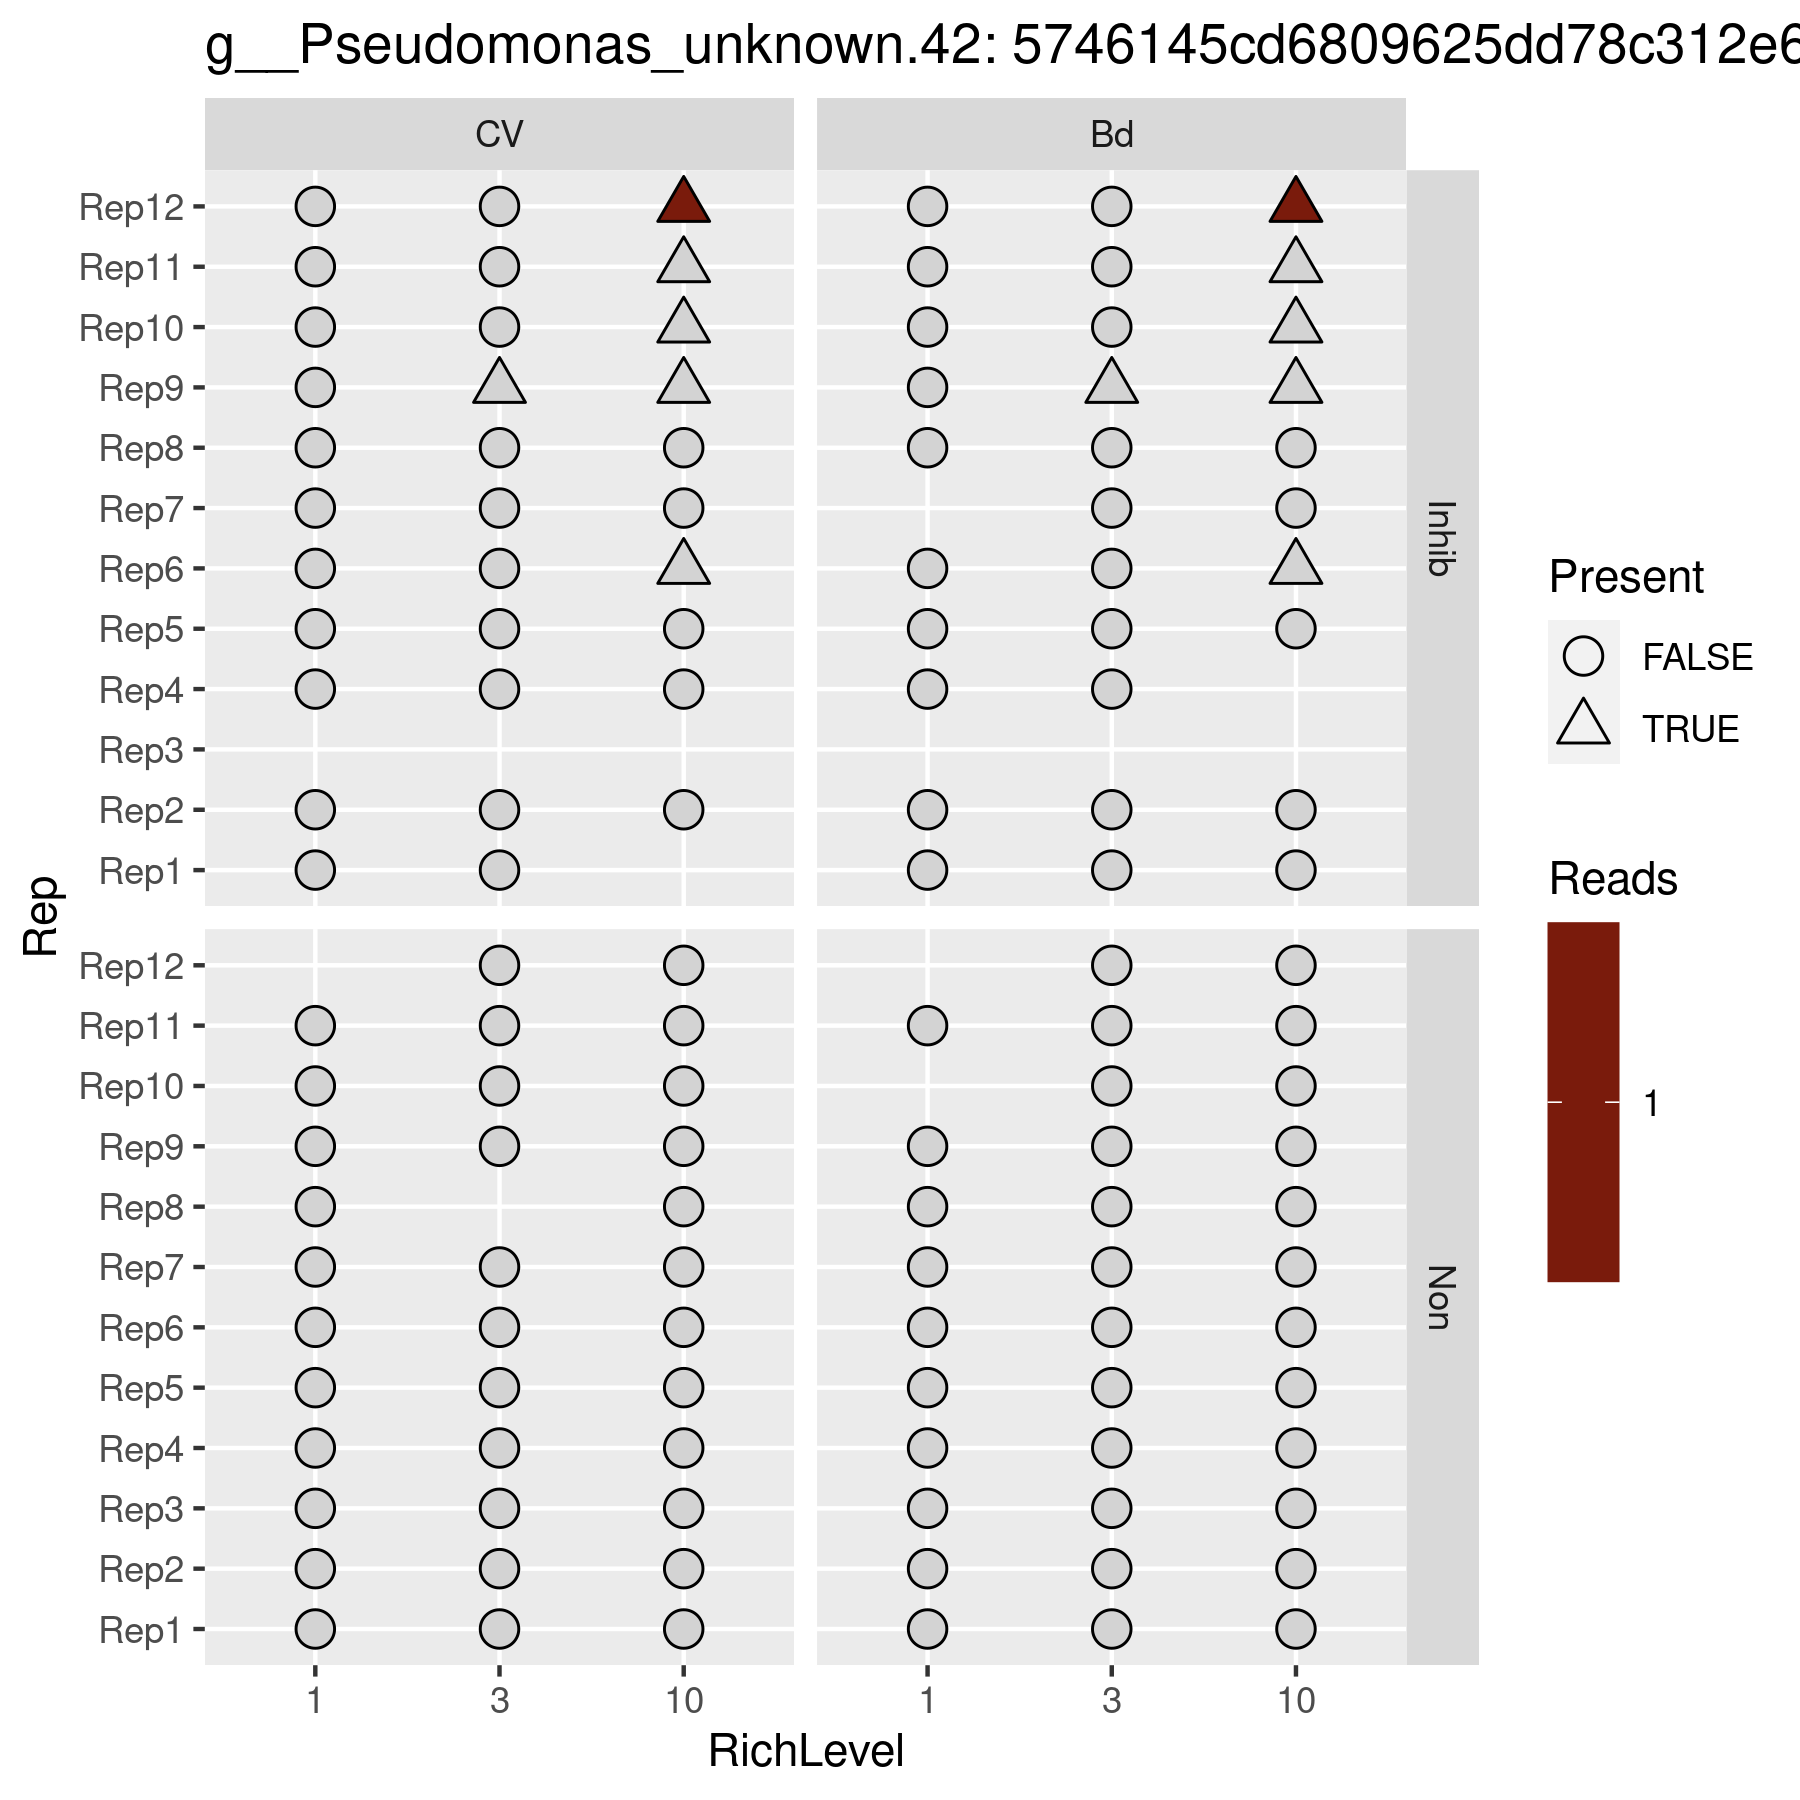 g__Pseudomonas_unknown.42: 5746145cd6809625dd78c312e6
CV
Bd
Rep12
Rep11
Rep10
Rep9
Rep8
Rep7
Rep6
Rep5
Rep4
Rep3
Rep2
Rep1
Inhib
Rep12
Rep11
Rep10
Rep9
Rep8
Rep7
Rep6
Rep5
Rep4
Rep3
Rep2
Rep1
Non
Rep
1 3 10
1 3 10
RichLevel
Present
FALSE
TRUE
Reads
1